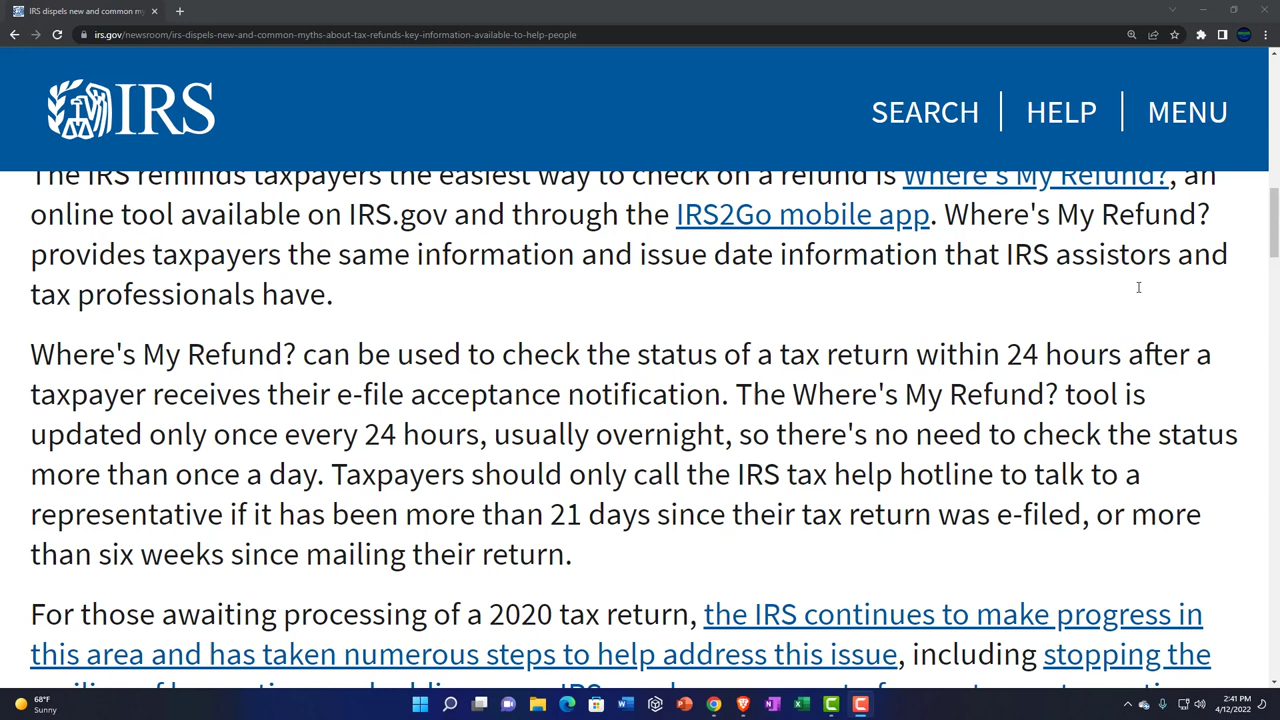 IRS dispels new and common my
irs.gov/newsroom/irs-dispels-new-and-common-myths-about-tax-refunds-key-information-available-to-help-people
IRS
SEARCH
HELP
MENU
The IRS reminds taxpayers the easiest way to check on a refund is Where's My Refund?, an
online tool available on IRS.gov and through the IRS2Go mobile app. Where's My Refund?
provides taxpayers the same information and issue date information that IRS assistors and
tax professionals have.
Where's My Refund? can be used to check the status of a tax return within 24 hours after a
taxpayer receives their e-file acceptance notification. The Where's My Refund? tool is
updated only once every 24 hours, usually overnight, so there's no need to check the status
more than once a day. Taxpayers should only call the IRS tax help hotline to talk to a
representative if it has been more than 21 days since their tax return was e-filed, or more
than six weeks since mailing their return.
For those awaiting processing of a 2020 tax return, the IRS continues to make progress in
this area and has taken numerous steps to help address this issue, including stopping the
68°F
Sunny
2:41 PM
4/12/2022